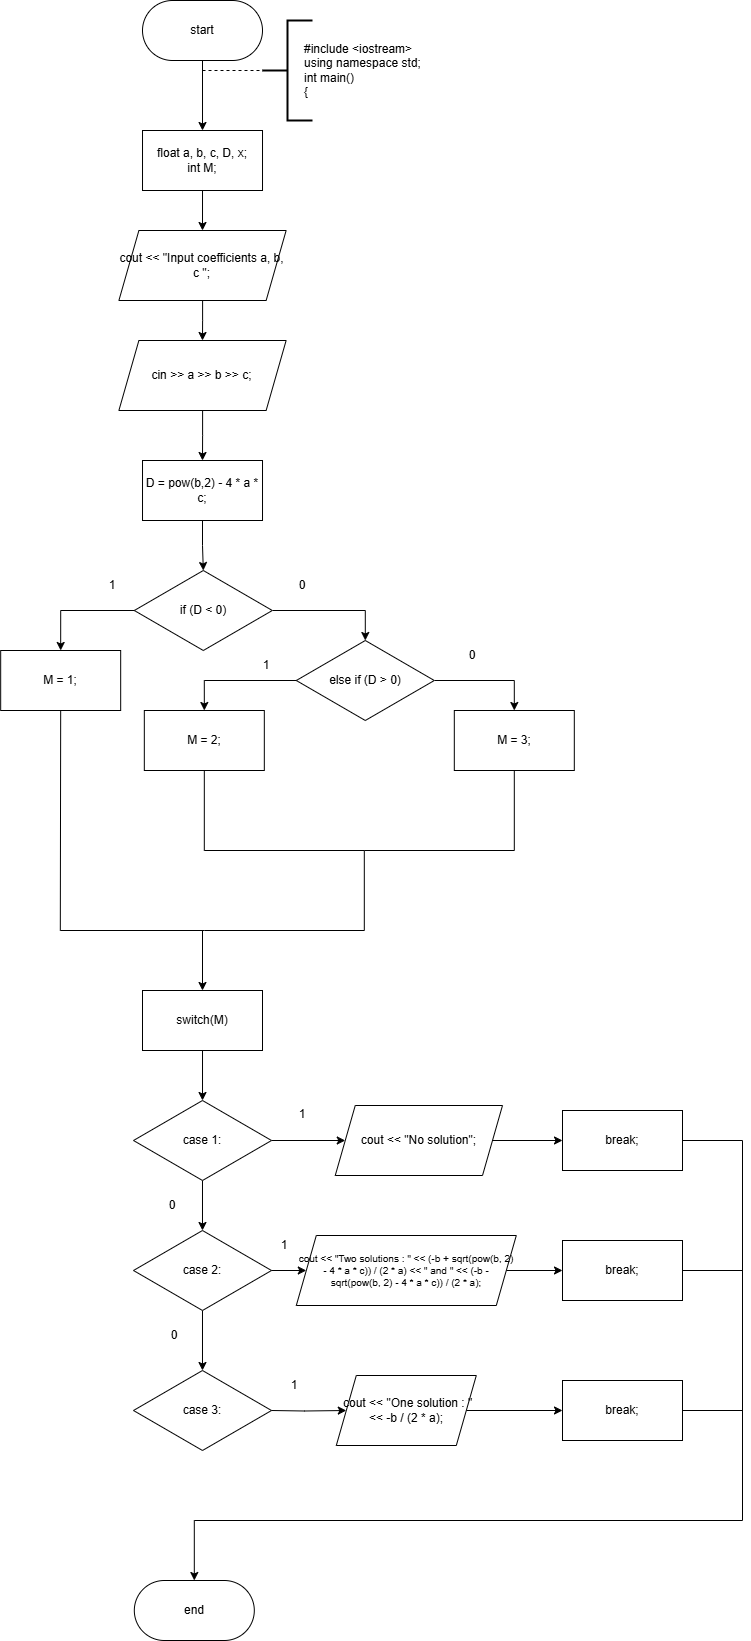 start
#include <iostream>
using namespace std;
int main()
{
float a, b, c, D, x;
int M;
cout << "Input coefficients a, b,
c ";
cin >> a >> b >> c;
D = pow(b,2) - 4 * a *
c;
1
0
if (D < 0)
1
0
else if (D > 0)
M = 1;
M = 2;
M = 3;
switch(M)
1
case 1:
cout << "No solution";
break;
0
1
case 2:
cout << "Two solutions : " << (-b + sqrt(pow(b, 2)
- 4 * a * c)) / (2 * a) << " and " << (-b -
sqrt(pow(b, 2) - 4 * a * c)) / (2 * a);
break;
0
1
case 3:
cout << "One solution : "
<< -b / (2 * a);
break;
end